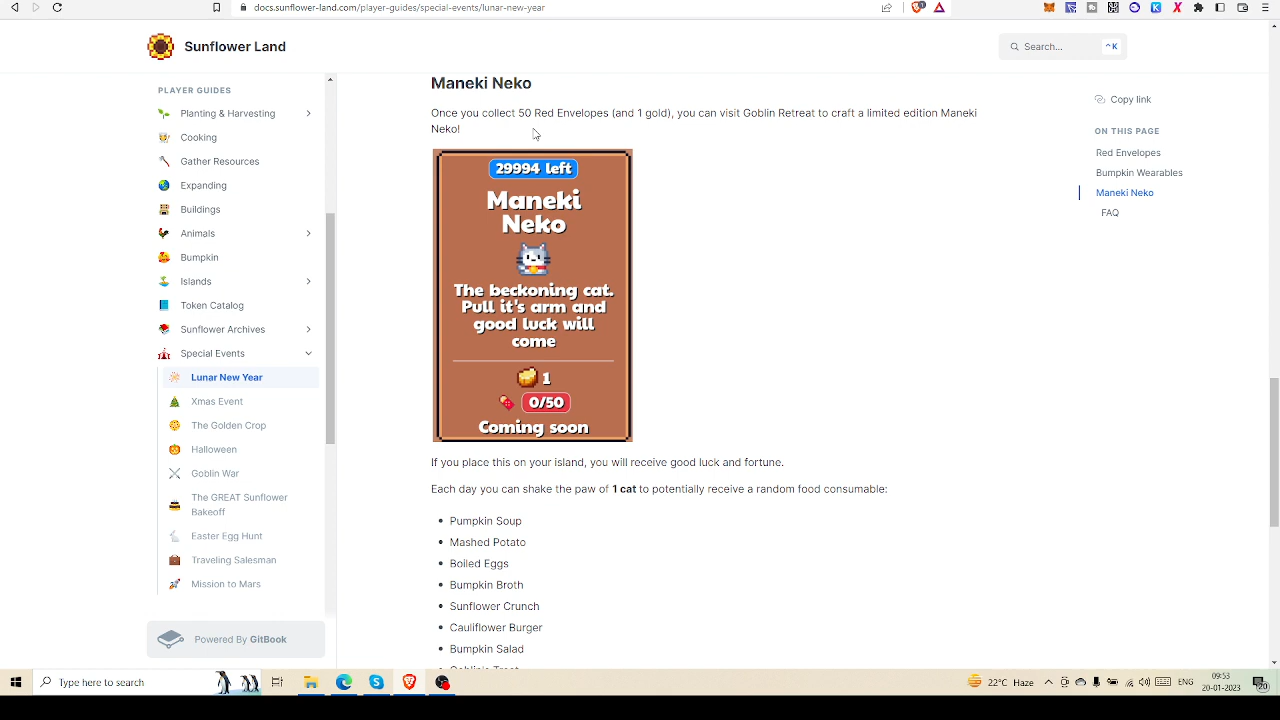 docs.sunflower-land.com/player-guides/special-events/lunar-new-year
Sunflower Land
Search...
^K
PLAYER GUIDES
Planting & Harvesting
Cooking
Gather Resources
Expanding
Buildings
Animals
Bumpkin
Islands
Token Catalog
Sunflower Archives
Special Events
Lunar New Year
Xmas Event
The Golden Crop
Halloween
Goblin War
The GREAT Sunflower
Bakeoff
Easter Egg Hunt
Traveling Salesman
Mission to Mars
Powered By GitBook
Maneki Neko
Once you collect 50 Red Envelopes (and 1 gold), you can visit Goblin Retreat to craft a limited edition Maneki
Neko!
29994 left
Maneki
Neko
The beckoning cat.
Pull it's arm and
good luck will
come
1
0/50
Coming soon
If you place this on your island, you will receive good luck and fortune.
Each day you can shake the paw of 1 cat to potentially receive a random food consumable:
Pumpkin Soup
Mashed Potato
Boiled Eggs
Bumpkin Broth
Sunflower Crunch
Cauliflower Burger
Bumpkin Salad
Copy link
ON THIS PAGE
Red Envelopes
Bumpkin Wearables
Maneki Neko
FAQ
Type here to search
22°C Haze
ENG
09:53
20-01-2023
20